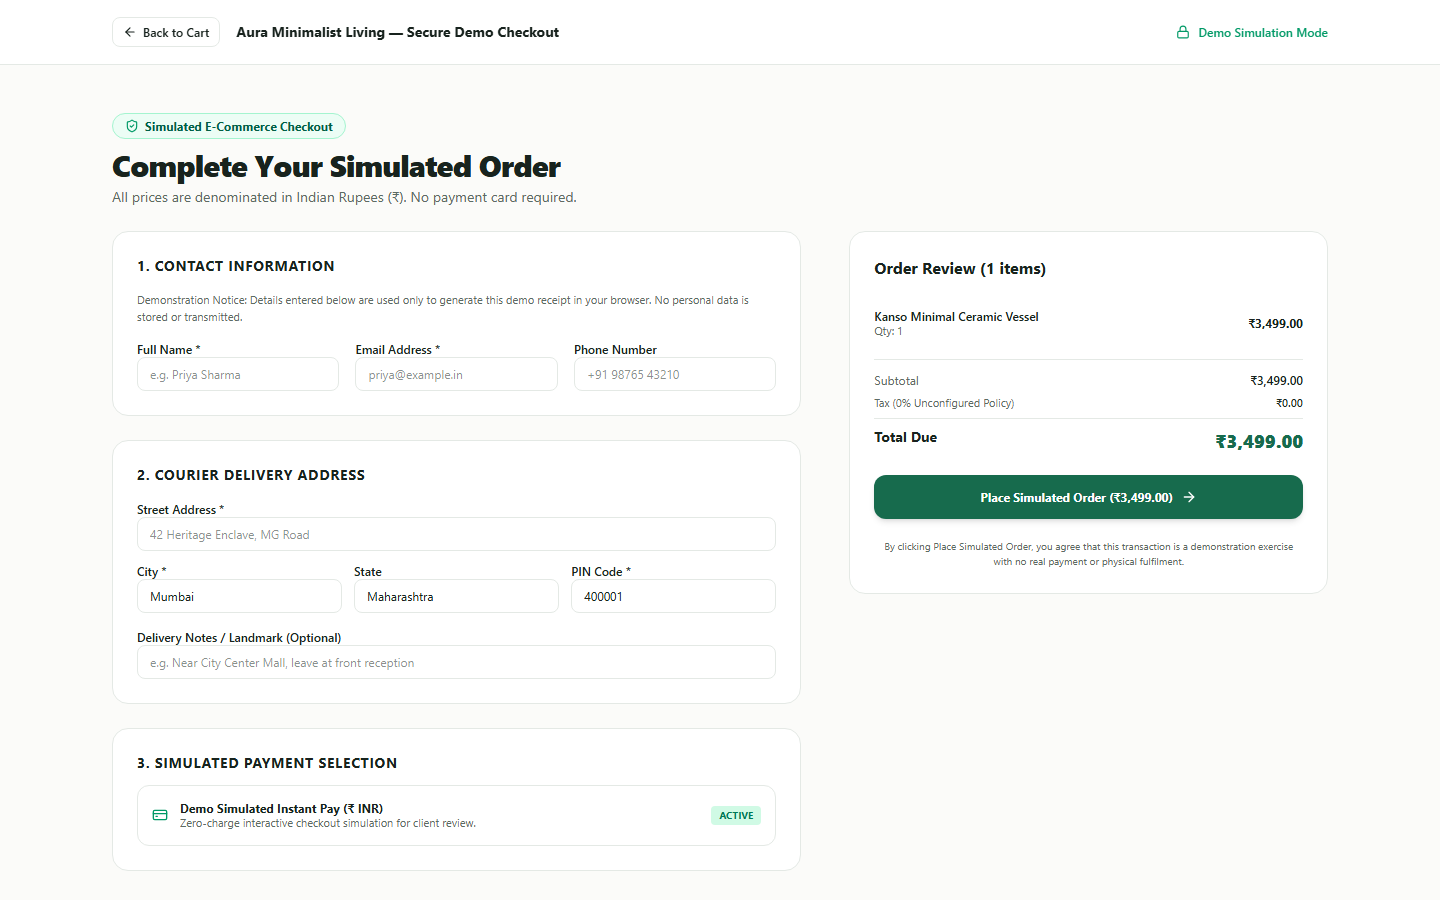 Back to Cart
Aura Minimalist Living — Secure Demo Checkout
Demo Simulation Mode
Simulated E-Commerce Checkout
Complete Your Simulated Order
All prices are denominated in Indian Rupees (₹). No payment card required.
1. CONTACT INFORMATION
Demonstration Notice: Details entered below are used only to generate this demo receipt in your browser. No personal data is
stored or transmitted.
Full Name * Email Address * Phone Number
e.g. Priya Sharma priya@example.in +91 98765 43210
2. COURIER DELIVERY ADDRESS
Street Address *
42 Heritage Enclave, MG Road
City * State PIN Code *
Mumbai Maharashtra 400001
Delivery Notes / Landmark (Optional)
e.g. Near City Center Mall, leave at front reception
3. SIMULATED PAYMENT SELECTION
Demo Simulated Instant Pay (₹ INR)
Zero-charge interactive checkout simulation for client review.
ACTIVE
Order Review (1 items)
Kanso Minimal Ceramic Vessel
Qty: 1
₹3,499.00
Subtotal ₹3,499.00
Tax (0% Unconfigured Policy) ₹0.00
Total Due ₹3,499.00
Place Simulated Order (₹3,499.00)
By clicking Place Simulated Order, you agree that this transaction is a demonstration exercise
with no real payment or physical fulfilment.